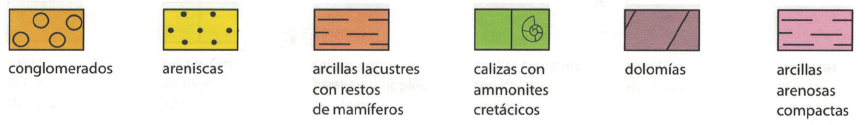 conglomerados
areniscas
arcillas lacustres
con restos
de mamíferos
calizas con
ammonites
cretácicos
dolomías
arcillas
arenosas
compactas